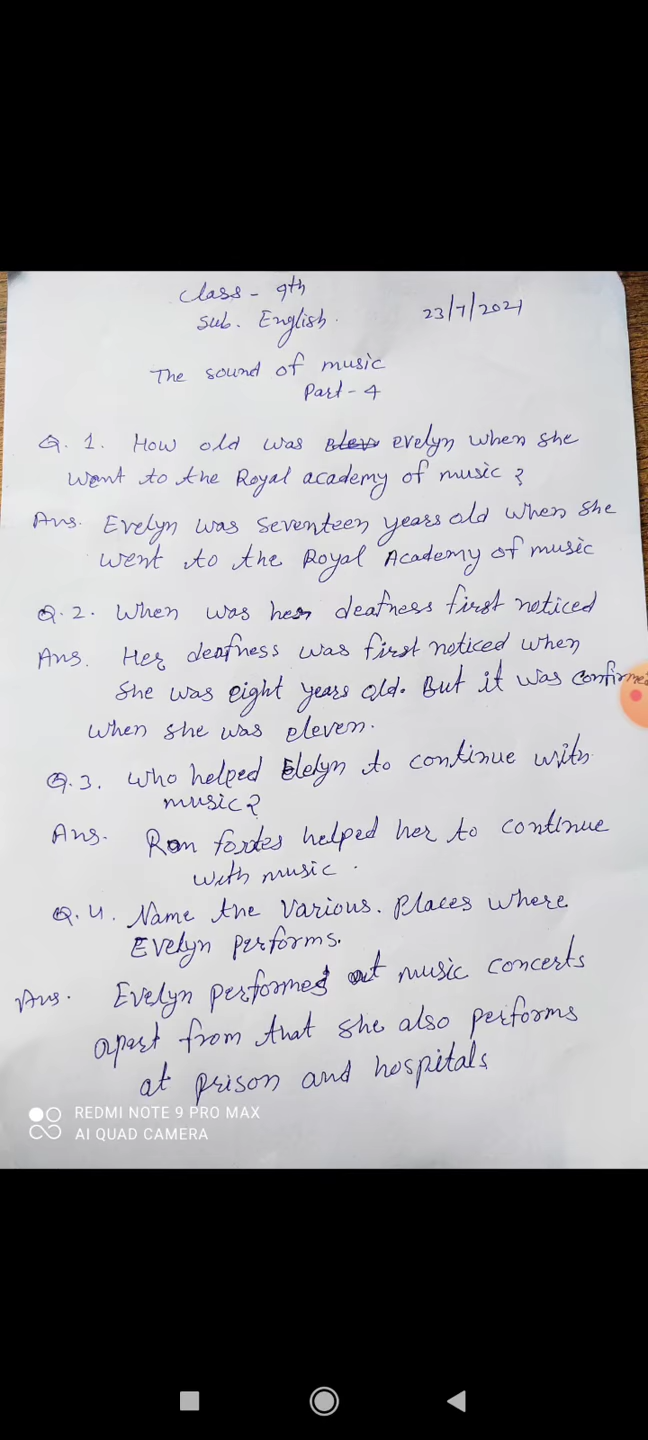 Class - 9th
Sub. English.
23/7/2021
The sound of music
Part - 4
Q. 1. How old was evelyn when she
went to the Royal academy of music ?
Ans. Evelyn was seventeen years old when she
went to the Royal Academy of music
Q. 2. When was her deafness first noticed
Ans. Her deafness was first noticed when
she was eight years old. But it was confirmed
when she was eleven.
Q. 3. Who helped Elelyn to continue with
music ?
Ans. Ron fordes helped her to continue
with music .
Q. 4. Name the various. Places where
Evelyn performs.
Ans. Evelyn performed at music concerts
apart from that she also performs
at prison and hospitals
REDMI NOTE 9 PRO MAX
AI QUAD CAMERA